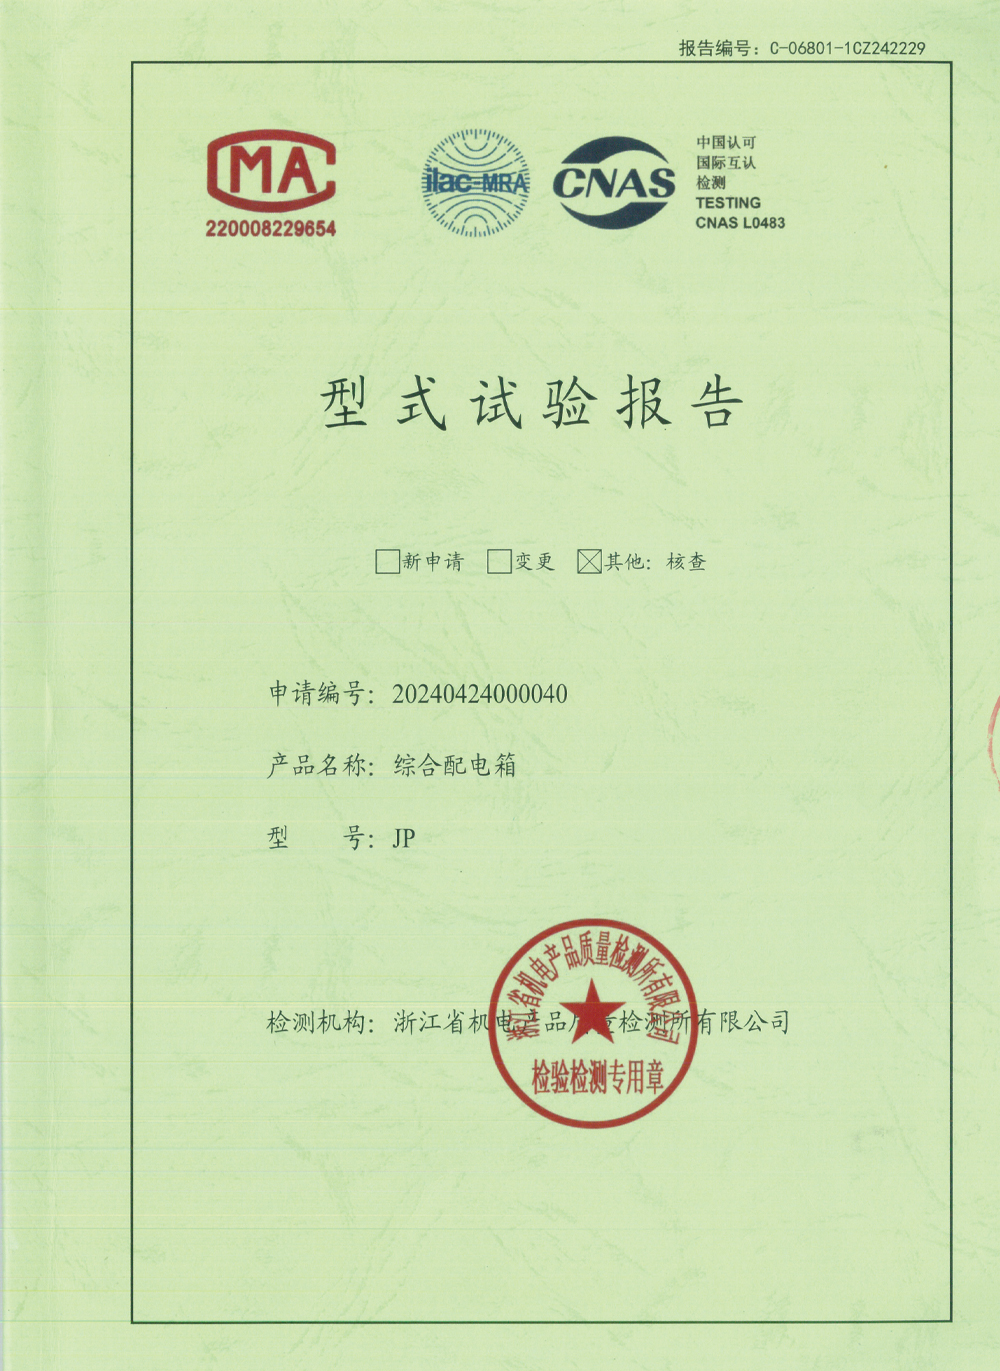 报告编号：C-06801-1CZ242229
MA
220008229654
ilac-MRA
CNAS
中国认可
国际互认
检测
TESTING
CNAS L0483
型式试验报告
□新申请 □变更 ☒其他：核查
申请编号：20240424000040
产品名称：综合配电箱
型 号：JP
检测机构：浙江省机电产品质量检测所有限公司
浙江省机电产品质量检测所有限公司
检验检测专用章